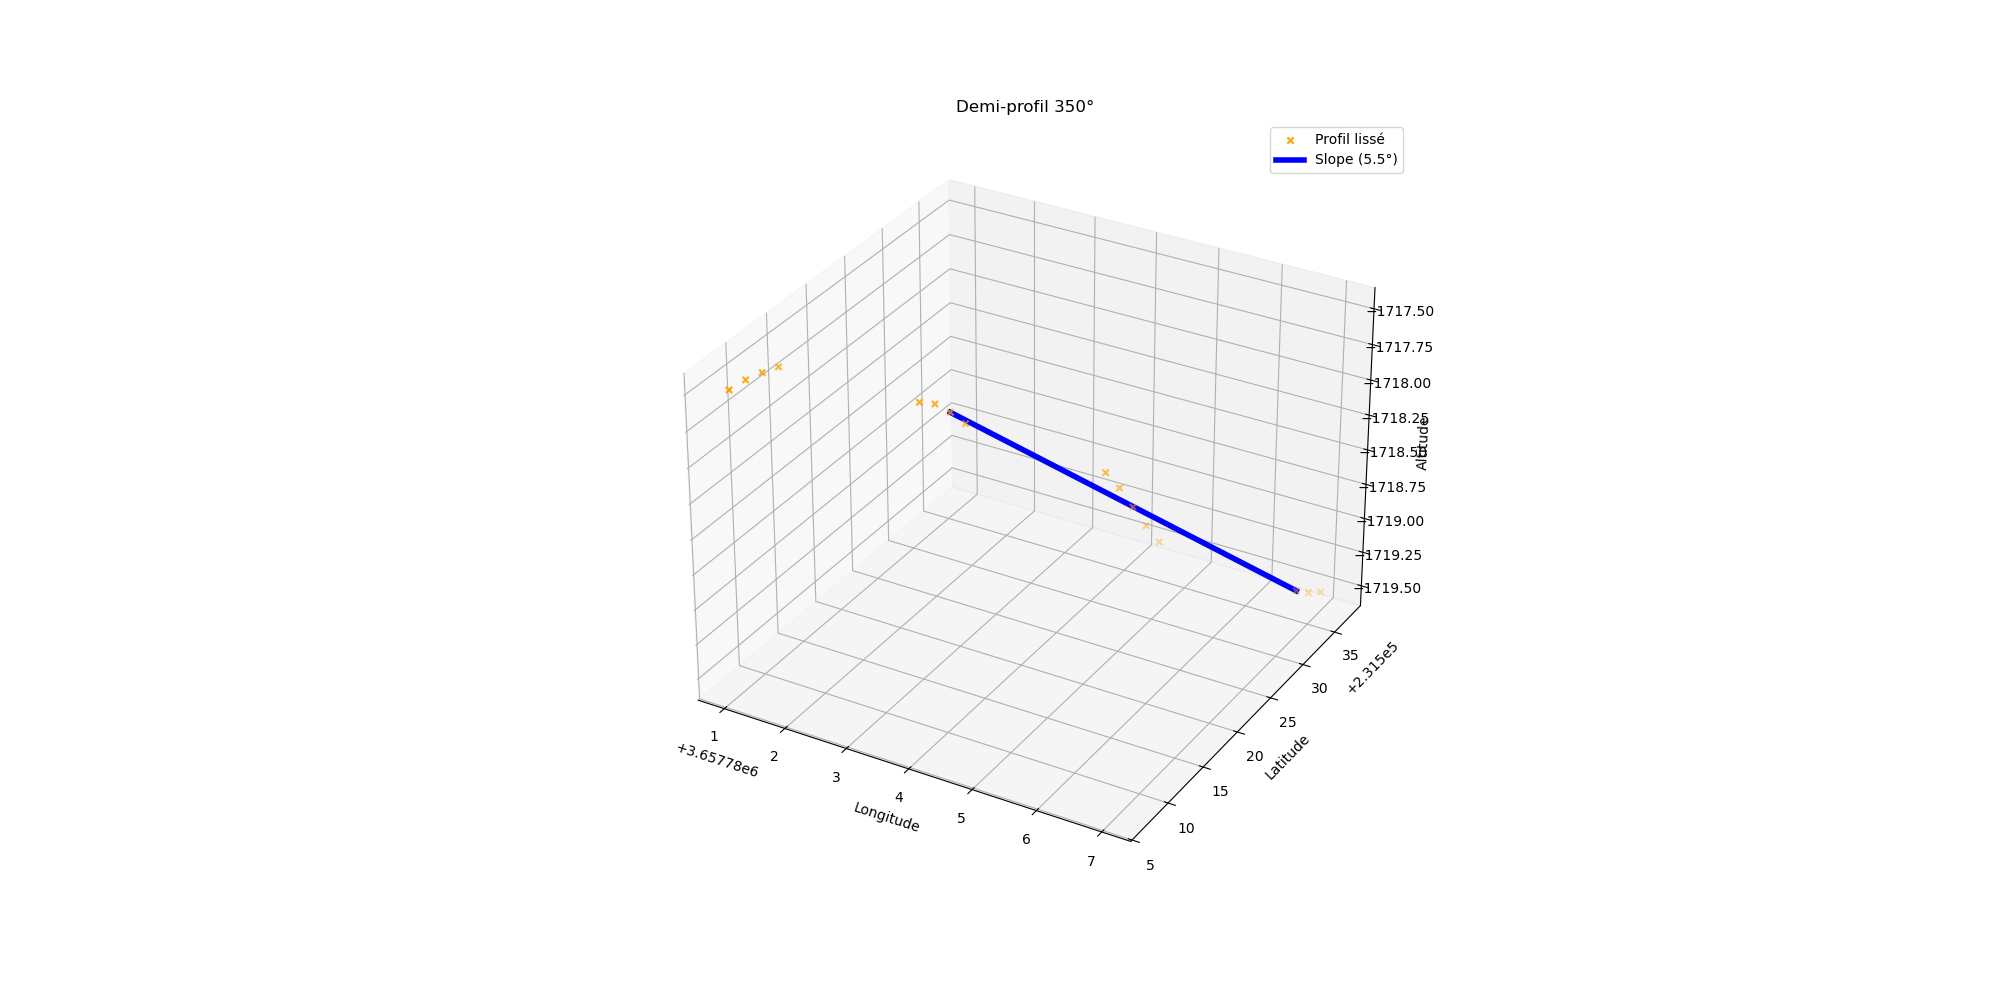 Demi-profil 350°
Profil lissé
Slope (5.5°)
−1717.50
−1717.75
−1718.00
−1718.25
−1718.50
−1718.75
−1719.00
−1719.25
−1719.50
Altitude
35
30
25
20
15
10
5
+2.315e5
Latitude
1
2
3
4
5
6
7
+3.65778e6
Longitude